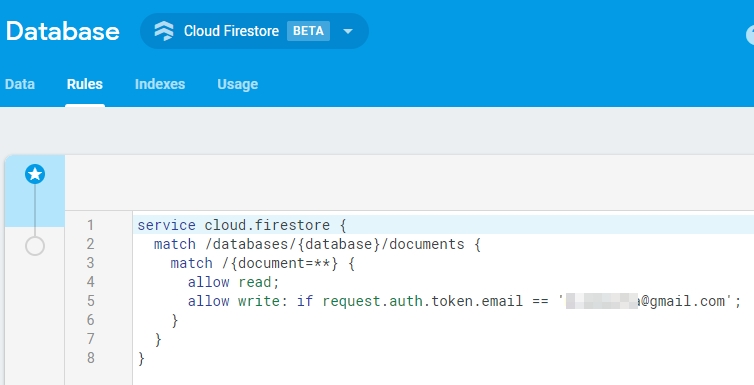 Database Cloud Firestore BETA
Data Rules Indexes Usage
1 service cloud.firestore {
2 match /databases/{database}/documents {
3 match /{document=**} {
4 allow read;
5 allow write: if request.auth.token.email == '@gmail.com';
6 }
7 }
8 }